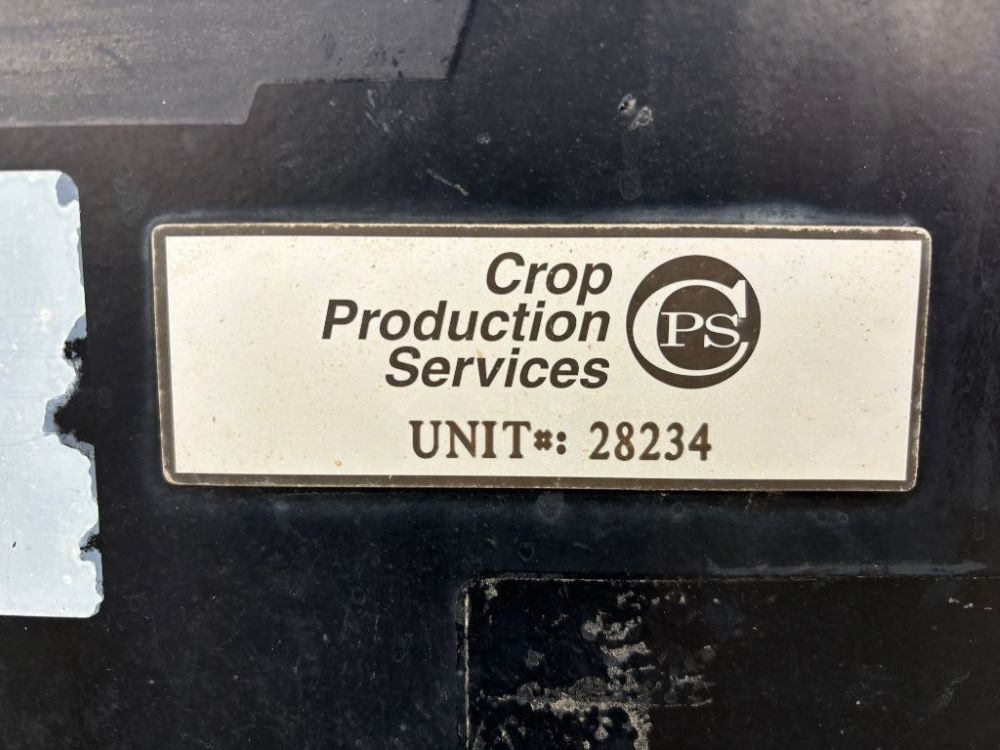 Crop
Production
Services
CPS
UNIT#: 28234